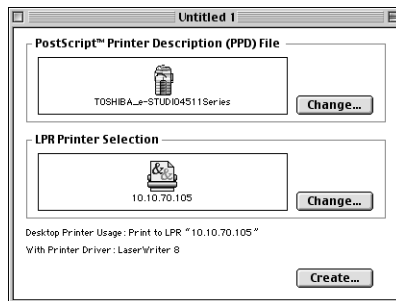 Untitled 1
PostScript™ Printer Description (PPD) File
TOSHIBA_e-STUDIO4511Series
Change...
LPR Printer Selection
&&
10.10.70.105
Change...
Desktop Printer Usage: Print to LPR “10.10.70.105”
With Printer Driver: LaserWriter 8
Create...